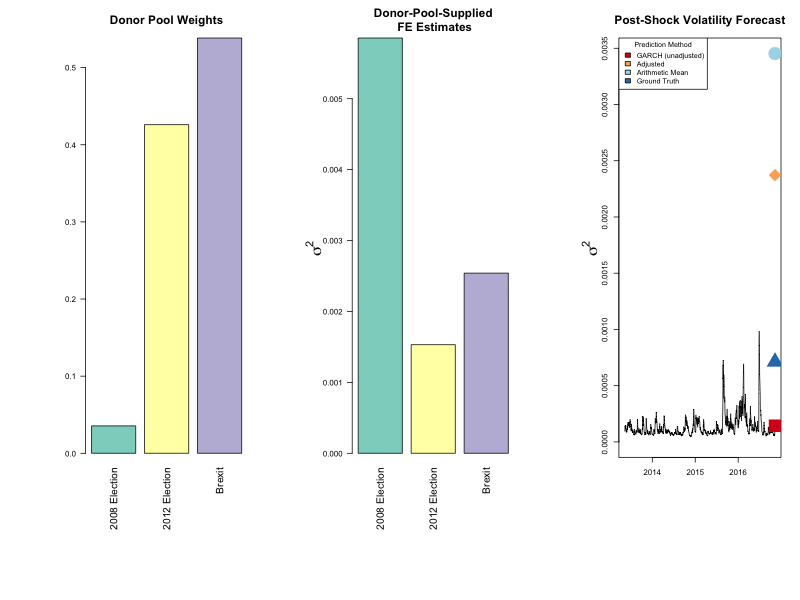 Donor Pool Weights
0.5
0.4
0.3
0.2
0.1
0.0
2008 Election
2012 Election
Brexit
Donor-Pool-Supplied
FE Estimates
σ2
0.005
0.004
0.003
0.002
0.001
0.000
2008 Election
2012 Election
Brexit
Post-Shock Volatility Forecast
Prediction Method
GARCH (unadjusted)
Adjusted
Arithmetic Mean
Ground Truth
σ2
0.0035
0.0030
0.0025
0.0020
0.0015
0.0010
0.0005
0.0000
2014
2015
2016